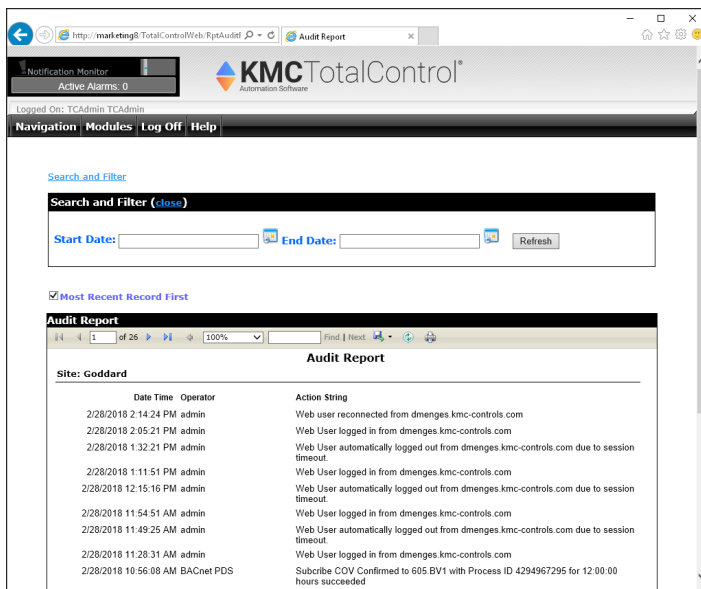 http://marketing8/TotalControlWeb/RptAuditI
Audit Report
Notification Monitor
Active Alarms: 0
KMCTotalControl®
Automation Software
Logged On: TCAdmin TCAdmin
Navigation Modules Log Off Help
Search and Filter
Search and Filter (close)
Start Date: End Date: Refresh
Most Recent Record First
Audit Report
1 of 26 100% Find | Next
Audit Report
Site: Goddard
Date Time Operator Action String
2/28/2018 2:14:24 PM admin Web user reconnected from dmenges.kmc-controls.com
2/28/2018 2:05:21 PM admin Web User logged in from dmenges.kmc-controls.com
2/28/2018 1:32:21 PM admin Web User automatically logged out from dmenges.kmc-controls.com due to session
timeout.
2/28/2018 1:11:51 PM admin Web User logged in from dmenges.kmc-controls.com
2/28/2018 12:15:16 PM admin Web User automatically logged out from dmenges.kmc-controls.com due to session
timeout.
2/28/2018 11:54:51 AM admin Web User logged in from dmenges.kmc-controls.com
2/28/2018 11:49:25 AM admin Web User automatically logged out from dmenges.kmc-controls.com due to session
timeout.
2/28/2018 11:28:31 AM admin Web User logged in from dmenges.kmc-controls.com
2/28/2018 10:56:08 AM BACnet PDS Subcribe COV Confirmed to 605.BV1 with Process ID 4294967295 for 12:00:00
hours succeeded